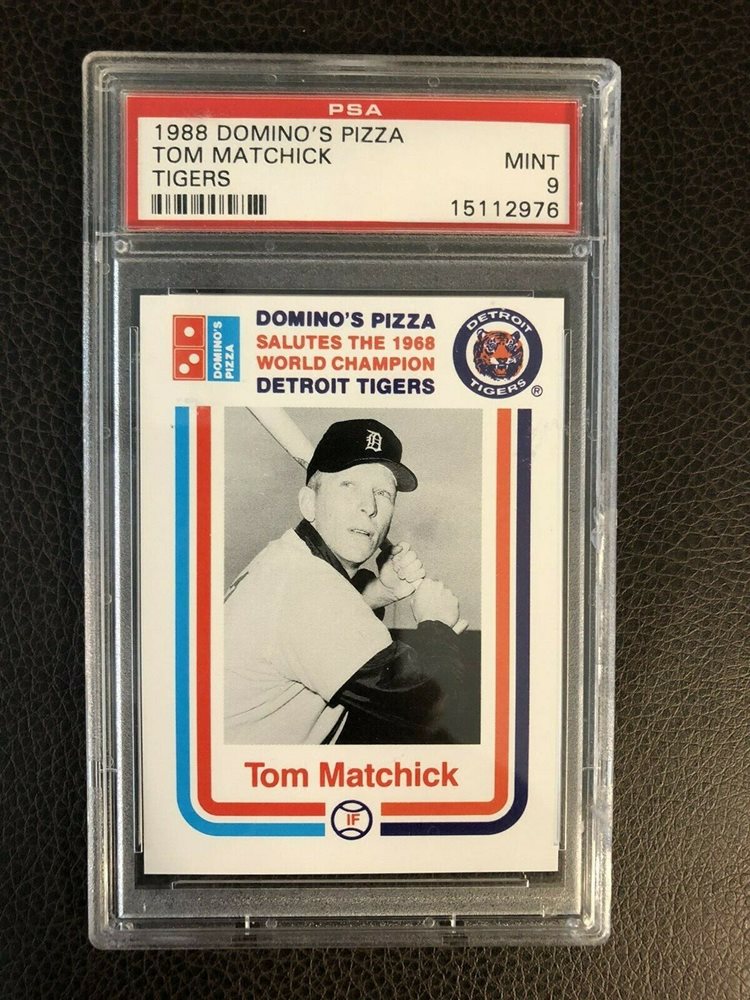 PSA
1988 DOMINO'S PIZZA
TOM MATCHICK
MINT
TIGERS
9
15112976
DOMINO'S PIZZA
DOMINO'S PIZZA
SALUTES THE 1968
WORLD CHAMPION
DETROIT TIGERS
DETROIT
TIGERS
®
D
Tom Matchick
IF